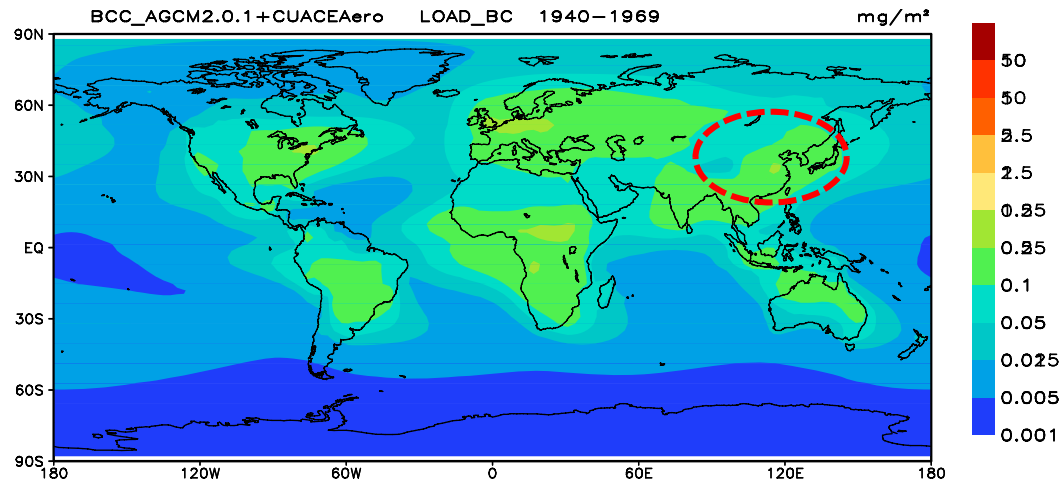 BCC_AGCM2.0.1+CUACEAero LOAD_BC 1940-1969 mg/m²
90N
60N
30N
EQ
30S
60S
90S
180 120W 60W 0 60E 120E 180
0.1
0.05
0.005
0.001